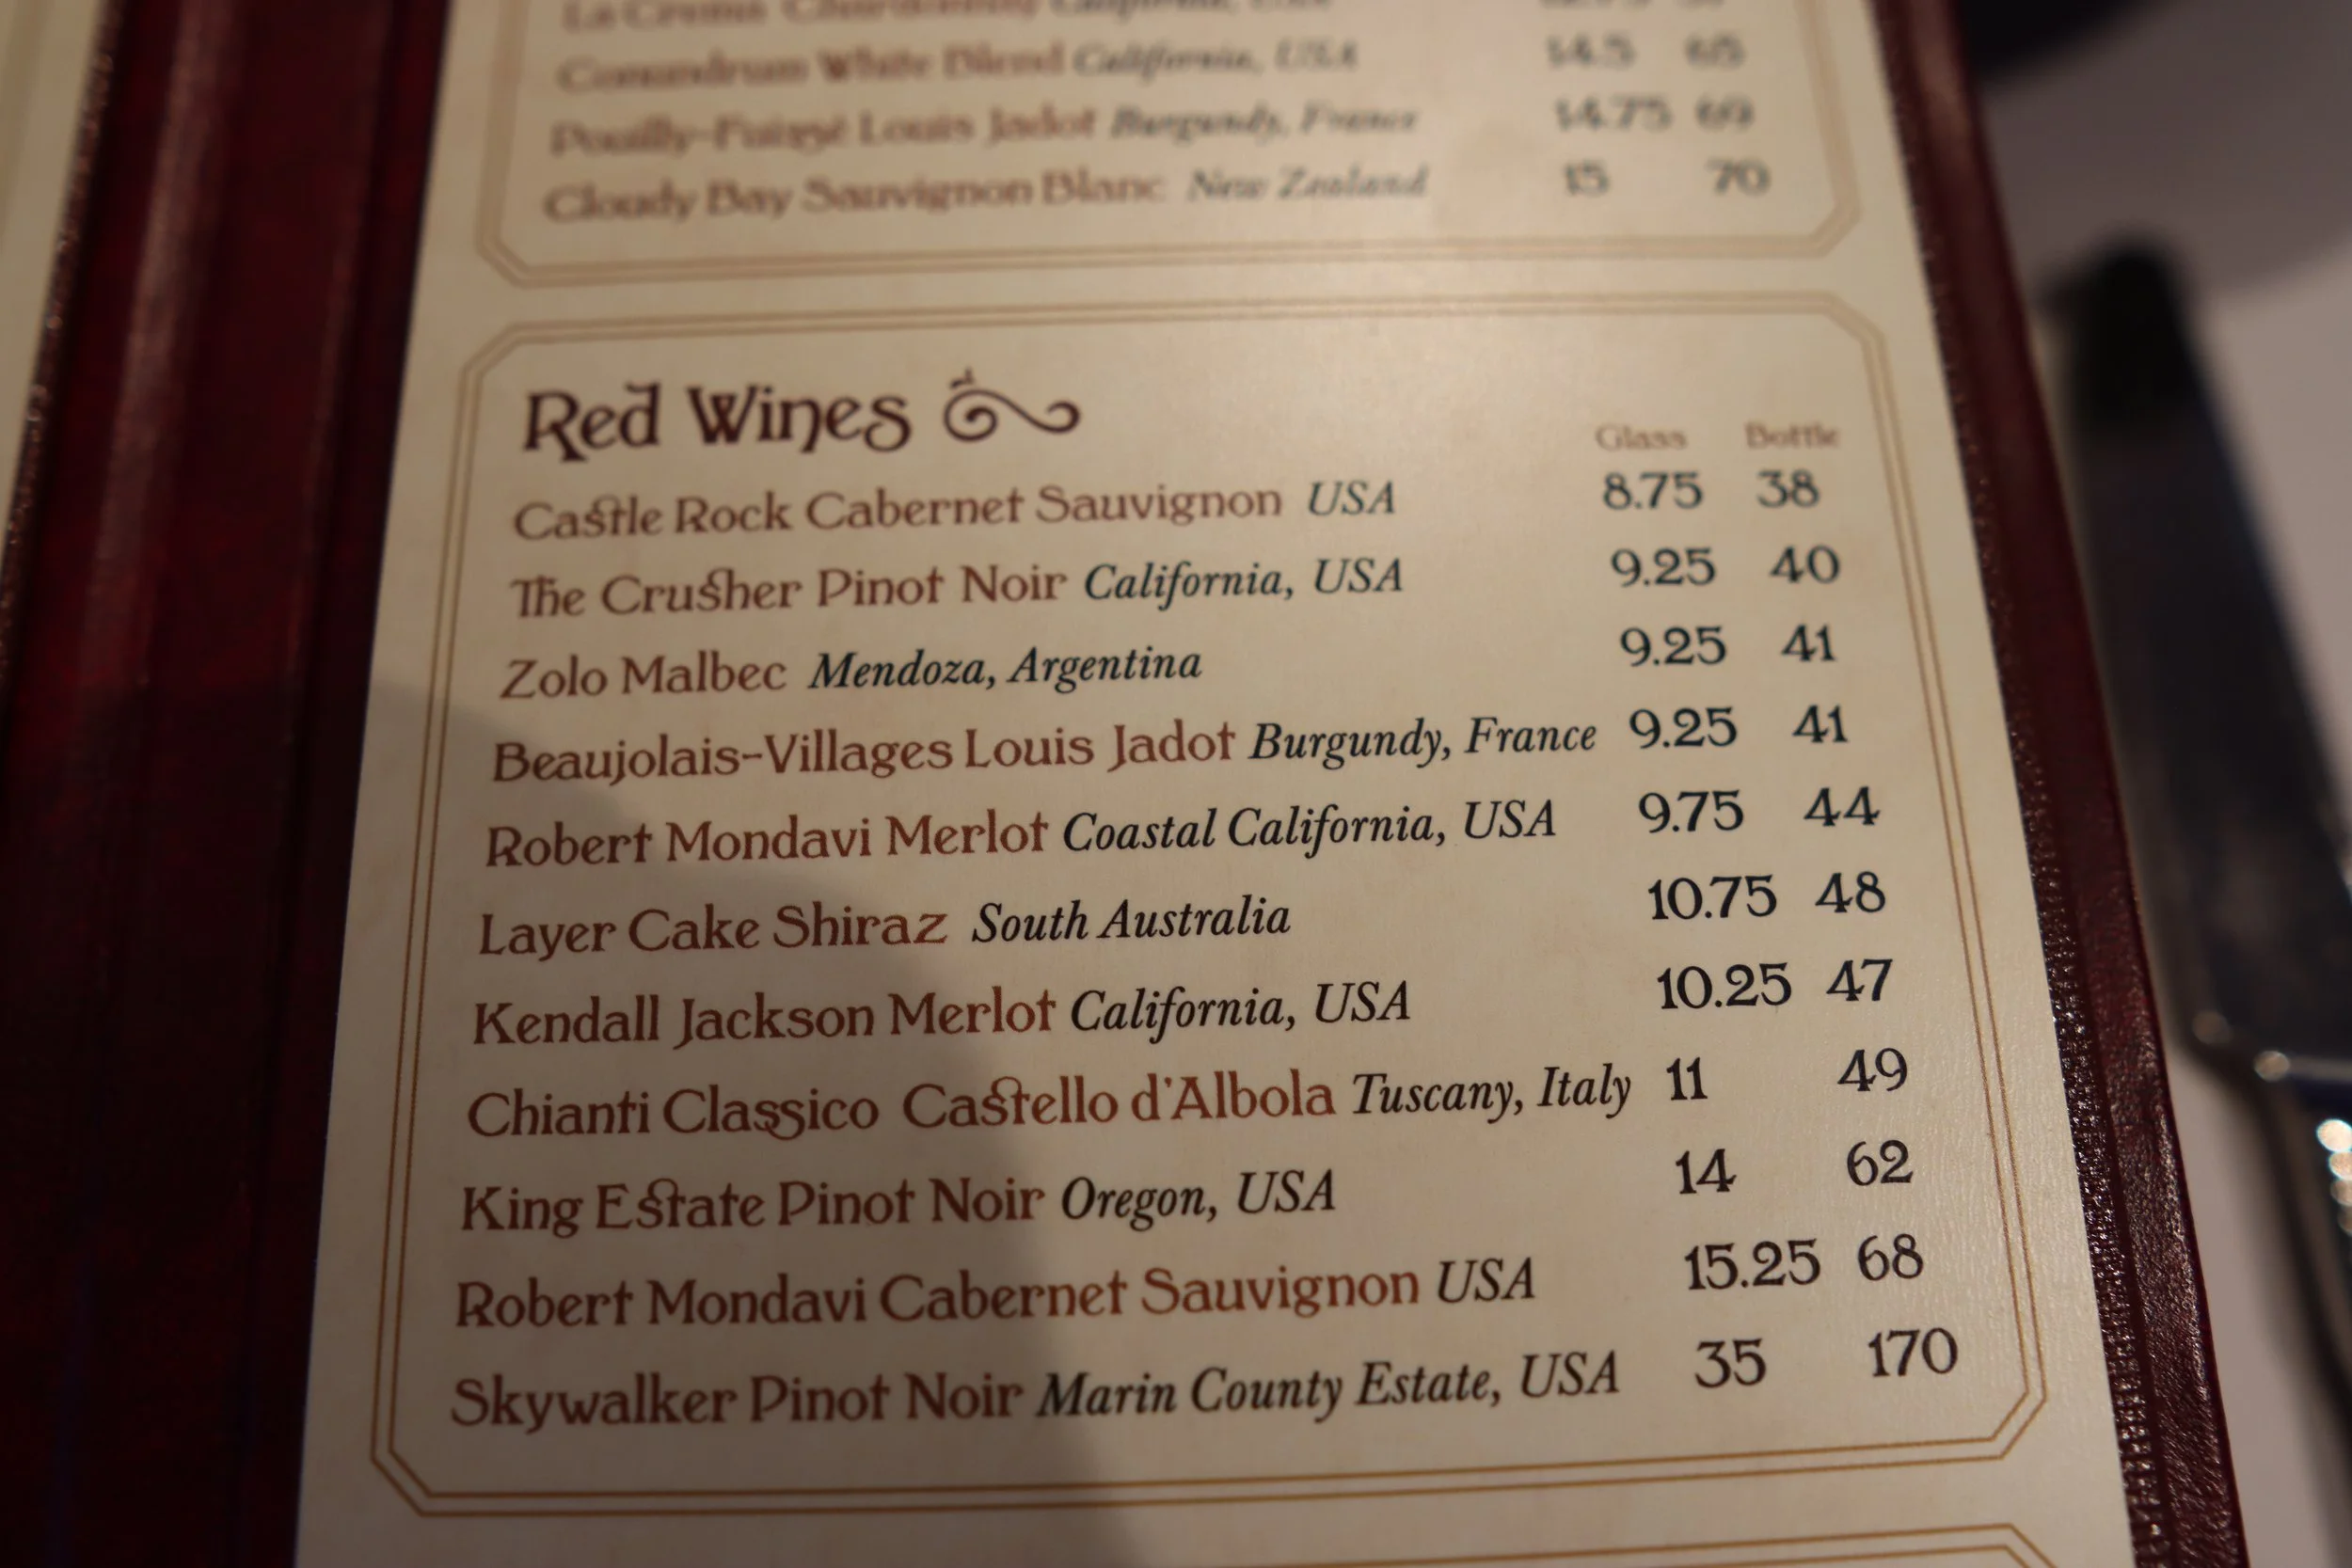 La Crema Chardonnay California, USA
Conundrum White Blend California, USA 14.5 65
Pouilly-Fuissé Louis Jadot Burgundy, France 14.75 69
Cloudy Bay Sauvignon Blanc New Zealand 15 70
Red Wines
Glass Bottle
Castle Rock Cabernet Sauvignon USA 8.75 38
The Crusher Pinot Noir California, USA 9.25 40
Zolo Malbec Mendoza, Argentina 9.25 41
Beaujolais-Villages Louis Jadot Burgundy, France 9.25 41
Robert Mondavi Merlot Coastal California, USA 9.75 44
Layer Cake Shiraz South Australia 10.75 48
Kendall Jackson Merlot California, USA 10.25 47
Chianti Classico Castello d'Albola Tuscany, Italy 11 49
King Estate Pinot Noir Oregon, USA 14 62
Robert Mondavi Cabernet Sauvignon USA 15.25 68
Skywalker Pinot Noir Marin County Estate, USA 35 170